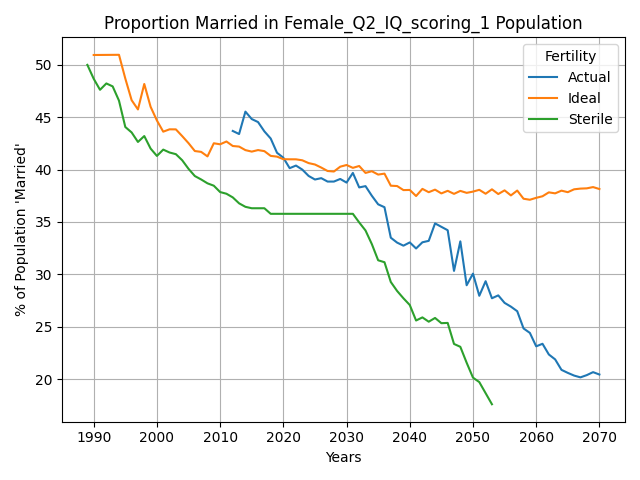 Proportion Married in Female_Q2_IQ_scoring_1 Population
% of Population 'Married'
50
45
40
35
30
25
20
Fertility
Actual
Ideal
Sterile
1990 2000 2010 2020 2030 2040 2050 2060 2070
Years